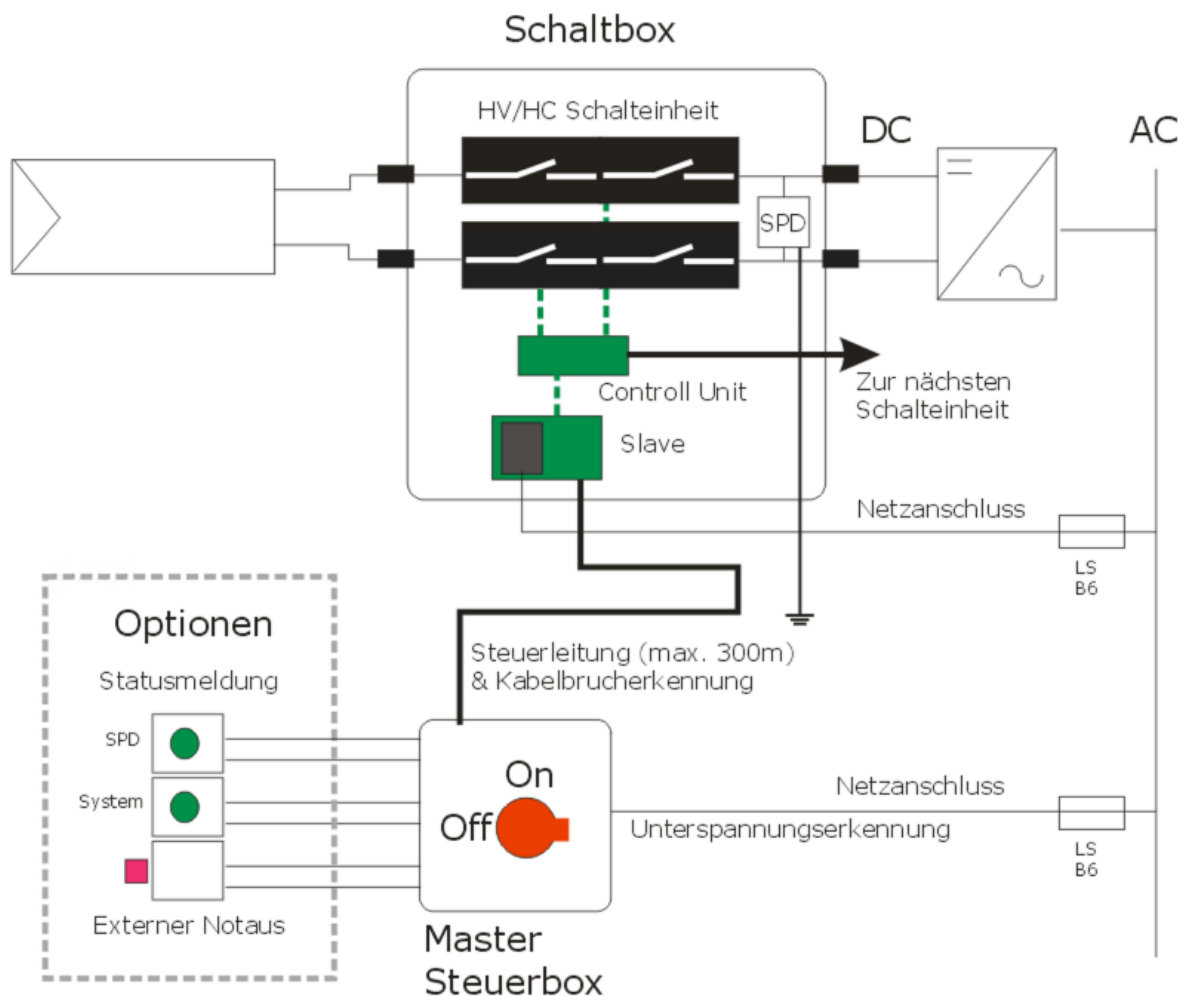 Schaltbox
HV/HC Schalteinheit
DC
AC
SPD
Controll Unit
Zur nächsten
Schalteinheit
Slave
Netzanschluss
LS
B6
Optionen
Statusmeldung
SPD
System
Externer Notaus
Steuerleitung (max. 300m)
& Kabelbrucherkennung
On
Off
Master
Steuerbox
Netzanschluss
Unterspannungserkennung
LS
B6